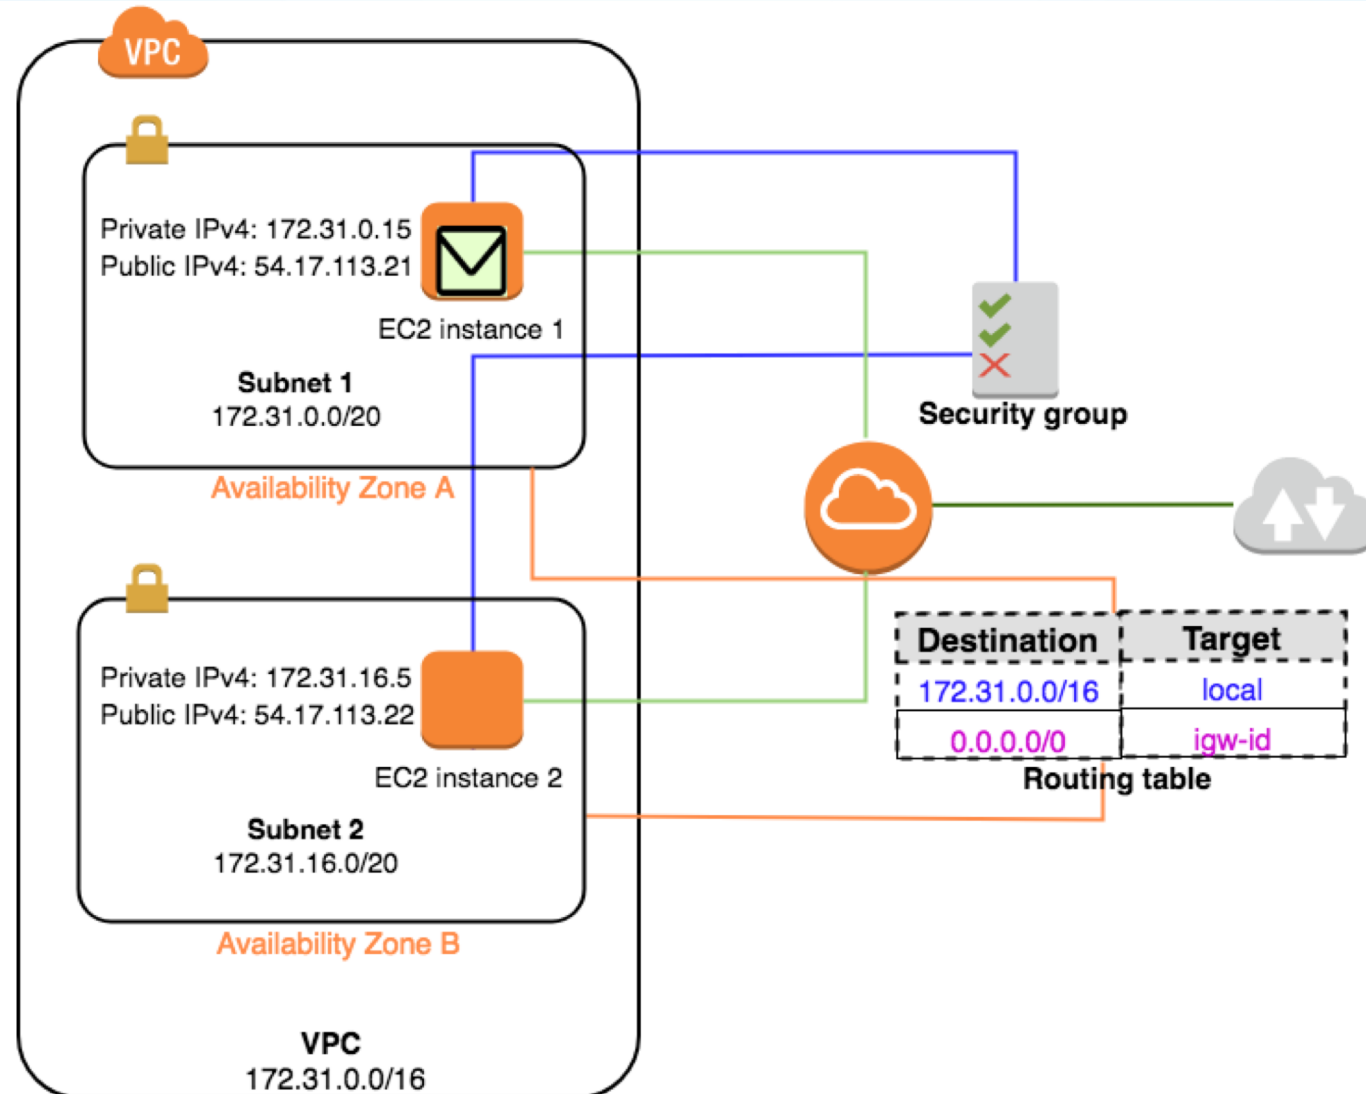 VPC
Private IPv4: 172.31.0.15
Public IPv4: 54.17.113.21
EC2 instance 1
Subnet 1
172.31.0.0/20
Availability Zone A
Security group
Private IPv4: 172.31.16.5
Public IPv4: 54.17.113.22
EC2 instance 2
Subnet 2
172.31.16.0/20
Availability Zone B
Destination Target
172.31.0.0/16 local
0.0.0.0/0 igw-id
Routing table
VPC
172.31.0.0/16